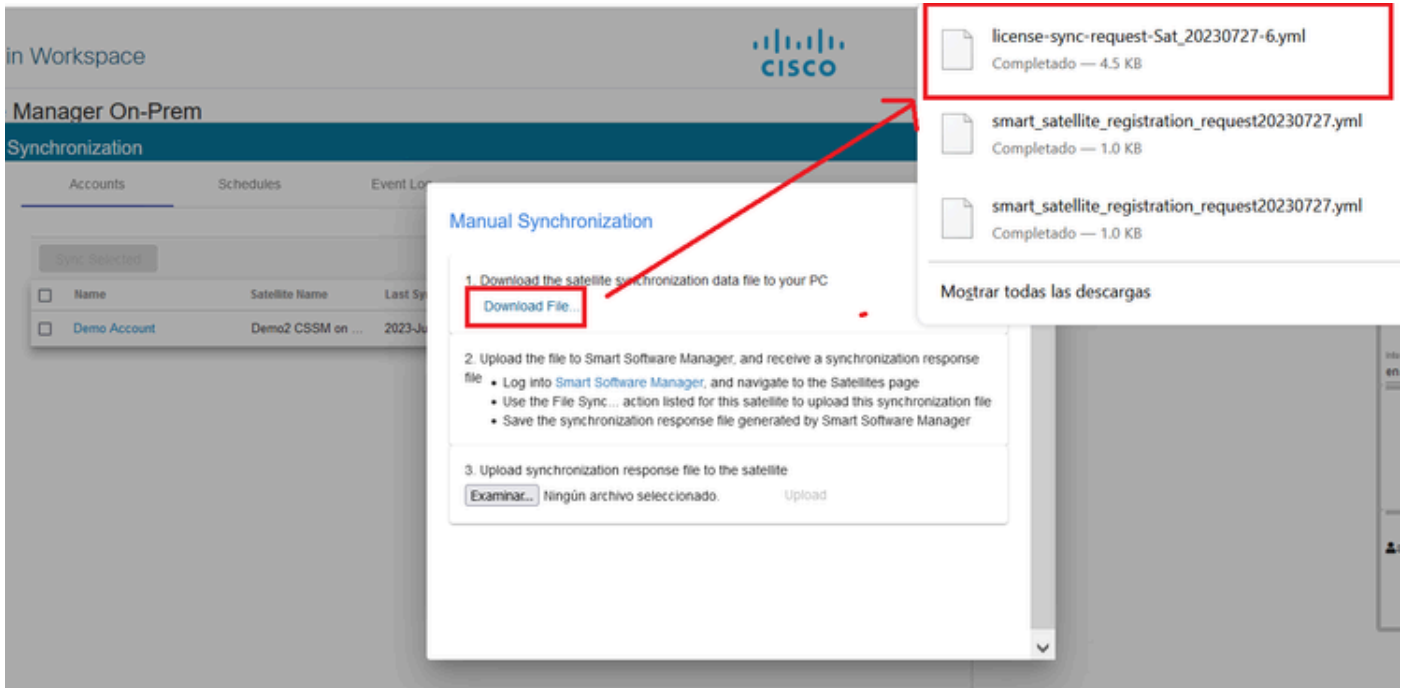 in Workspace
CISCO
Manager On-Prem
Synchronization
Accounts Schedules Event Log
Sync Selected
Name Satellite Name Last Sy
Demo Account Demo2 CSSM on ... 2023-Ju
Manual Synchronization
1. Download the satellite synchronization data file to your PC
Download File...
2. Upload the file to Smart Software Manager, and receive a synchronization response
file
• Log into Smart Software Manager, and navigate to the Satellites page
• Use the File Sync... action listed for this satellite to upload this synchronization file
• Save the synchronization response file generated by Smart Software Manager
3. Upload synchronization response file to the satellite
Examinar... Ningún archivo seleccionado. Upload
license-sync-request-Sat_20230727-6.yml
Completado — 4.5 KB
smart_satellite_registration_request20230727.yml
Completado — 1.0 KB
smart_satellite_registration_request20230727.yml
Completado — 1.0 KB
Mostrar todas las descargas
en